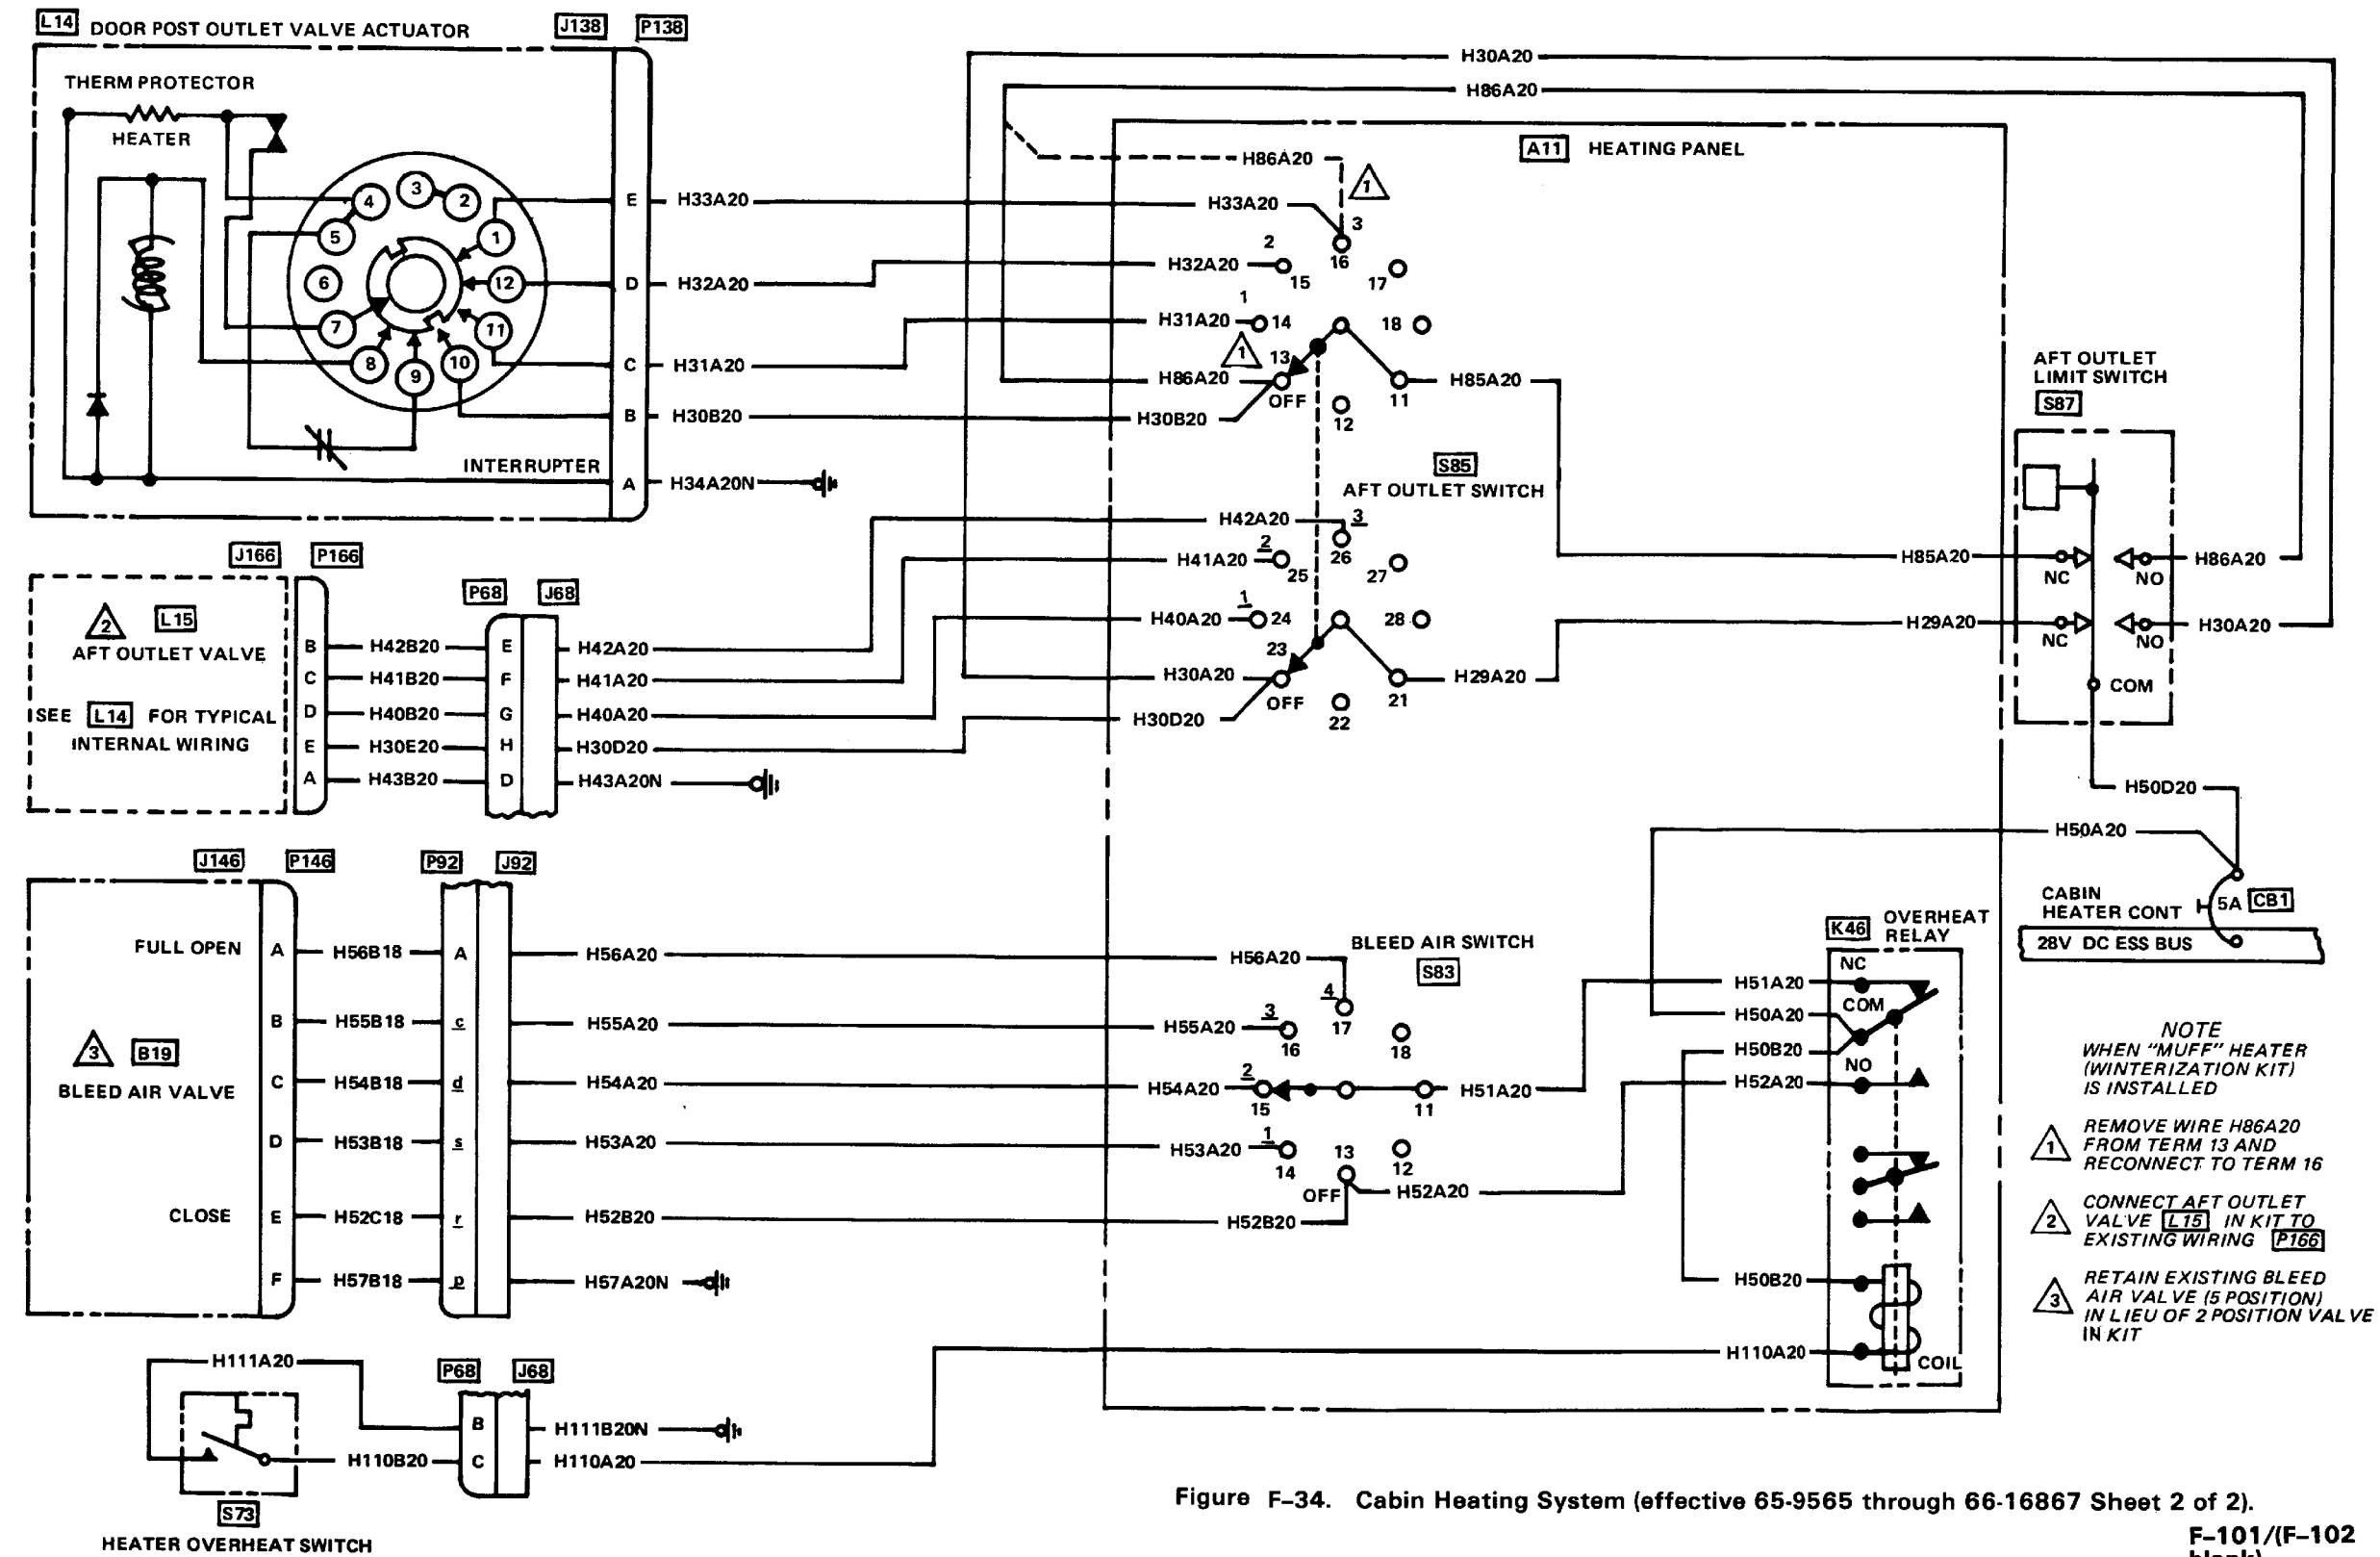 L14 DOOR POST OUTLET VALVE ACTUATOR
J138 P138
THERM PROTECTOR
HEATER
3
4 2
5 1
6 12
7 11
8 10
9
INTERRUPTER
E H33A20
D H32A20
C H31A20
B H30B20
A H34A20N
H30A20
H86A20
A11 HEATING PANEL
H86A20
1
H33A20
3
16
H32A20
2
15
17
H31A20
1
14
18
1
H86A20
13
OFF
H30B20
12
11
H85A20
S85
AFT OUTLET SWITCH
H42A20
3
26
H41A20
2
25
27
H40A20
1
24
28
H30A20
23
OFF
H30D20
22
21
H29A20
AFT OUTLET
LIMIT SWITCH
S87
H85A20
NC
NO
H86A20
H29A20
NC
NO
H30A20
COM
H50D20
H50A20
CABIN
HEATER CONT
5A CB1
28V DC ESS BUS
J166 P166
P68 J68
2 L15
AFT OUTLET VALVE
SEE L14 FOR TYPICAL
INTERNAL WIRING
B H42B20 E H42A20
C H41B20 F H41A20
D H40B20 G H40A20
E H30E20 H H30D20
A H43B20 D H43A20N
J146 P146
P92 J92
FULL OPEN A H56B18 A H56A20
B H55B18 c H55A20
3 B19
BLEED AIR VALVE
C H54B18 d H54A20
D H53B18 s H53A20
CLOSE E H52C18 r H52B20
F H57B18 p H57A20N
BLEED AIR SWITCH
S83
H56A20
4
17
H55A20
3
16
18
H54A20
2
15
11
H51A20
H53A20
1
14
13
12
OFF
H52A20
H52B20
K46
OVERHEAT
RELAY
NC
H51A20
COM
H50A20
H50B20
NO
H52A20
H50B20
H110A20
COIL
NOTE
WHEN "MUFF" HEATER
(WINTERIZATION KIT)
IS INSTALLED
1 REMOVE WIRE H86A20
FROM TERM 13 AND
RECONNECT TO TERM 16
2 CONNECT AFT OUTLET
VALVE L15 IN KIT TO
EXISTING WIRING P166
3 RETAIN EXISTING BLEED
AIR VALVE (5 POSITION)
IN LIEU OF 2 POSITION VALVE
IN KIT
H111A20
P68 J68
B H111B20N
H110B20 C H110A20
S73
HEATER OVERHEAT SWITCH
Figure F–34. Cabin Heating System (effective 65-9565 through 66-16867 Sheet 2 of 2).
F–101/(F–102
blank)